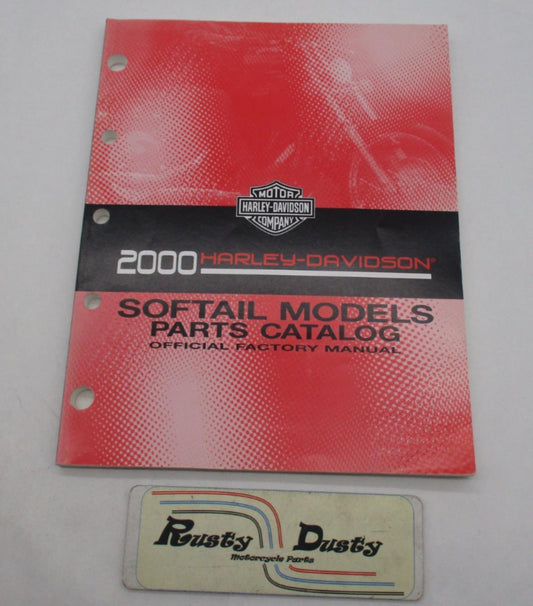 MOTOR
HARLEY-DAVIDSON
COMPANY
2000 HARLEY-DAVIDSON®
SOFTAIL MODELS
PARTS CATALOG
OFFICIAL FACTORY MANUAL
Rusty Dusty
Motorcycle Parts